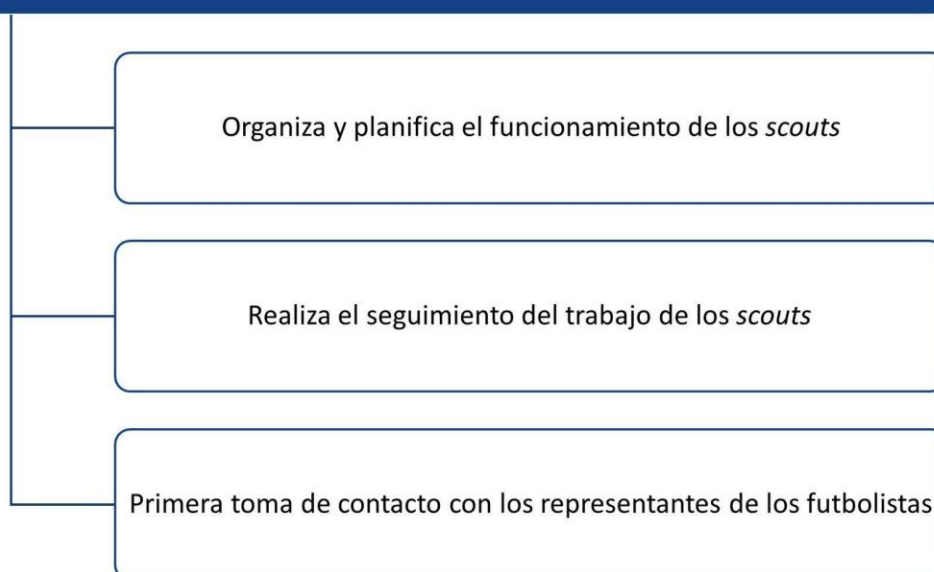 Organiza y planifica el funcionamiento de los scouts
Realiza el seguimiento del trabajo de los scouts
Primera toma de contacto con los representantes de los futbolistas